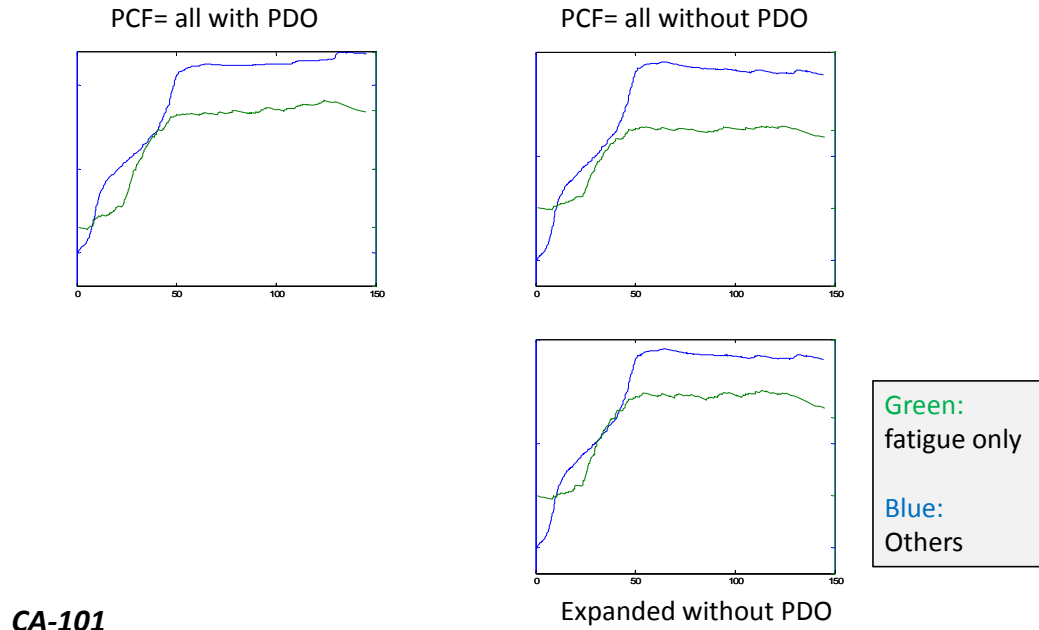 PCF= all with PDO
PCF= all without PDO
0 50 100 150
0 50 100 150
0 50 100 150
Expanded without PDO
Green:
fatigue only
Blue:
Others
CA-101